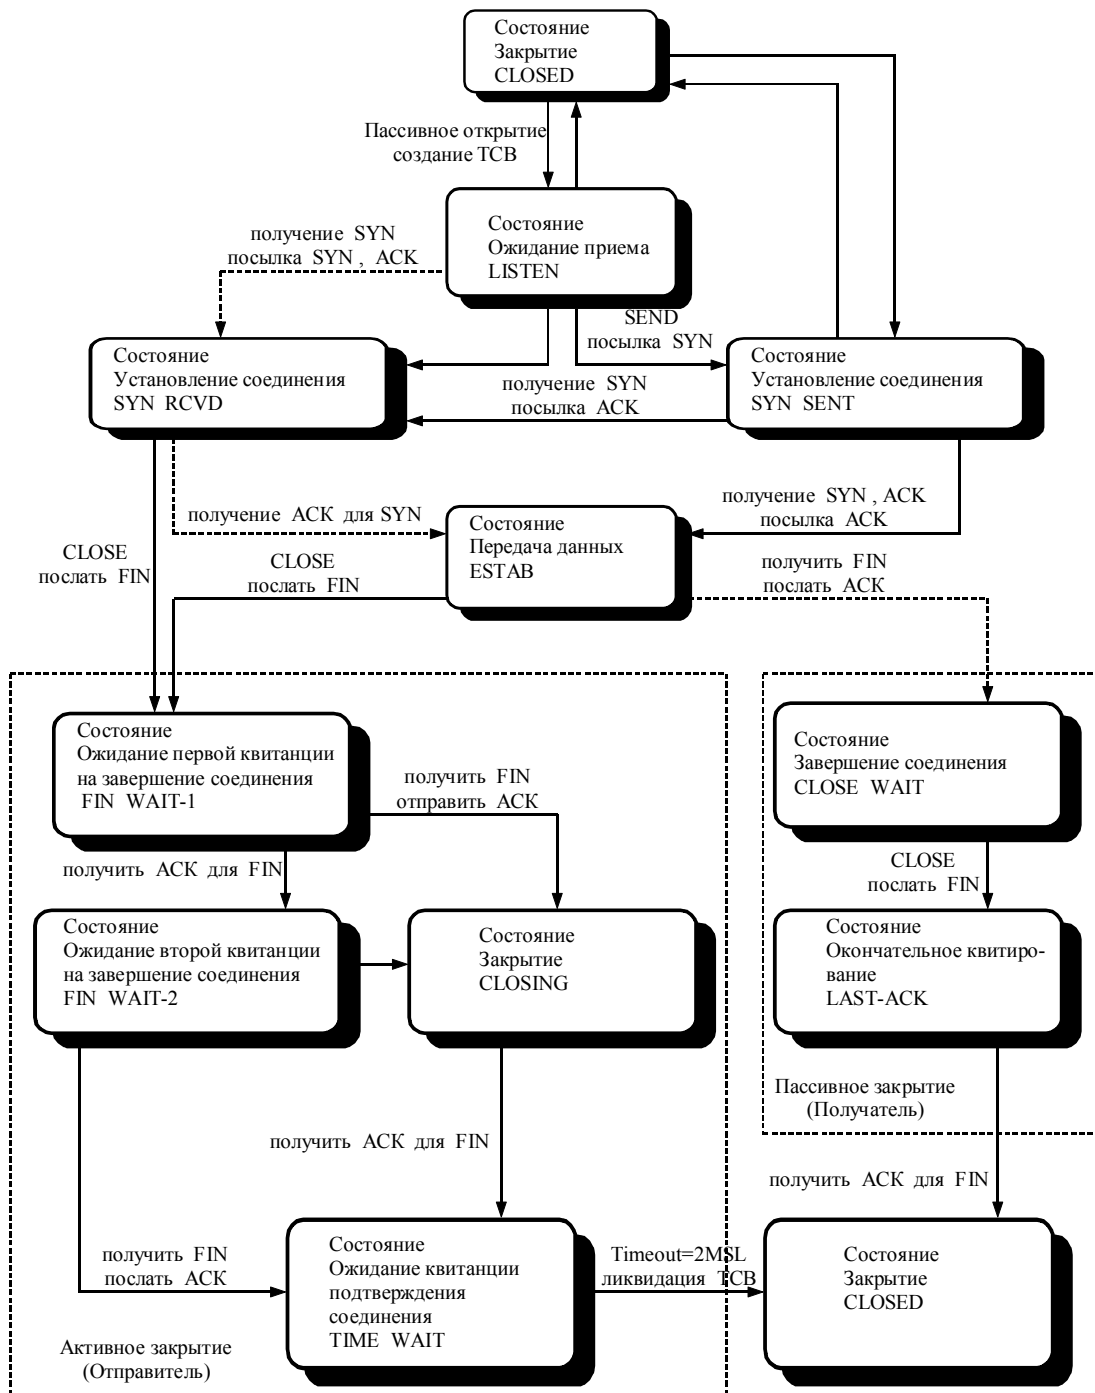 Состояние
Закрытие
CLOSED
Пассивное открытие
создание TCB
Состояние
Ожидание приема
LISTEN
получение SYN
посылка SYN , ACK
SEND
посылка SYN
Состояние
Установление соединения
SYN RCVD
получение SYN
посылка ACK
Состояние
Установление соединения
SYN SENT
получение SYN , ACK
посылка ACK
получение ACK для SYN
Состояние
Передача данных
ESTAB
CLOSE
послать FIN
CLOSE
послать FIN
получить FIN
послать ACK
Состояние
Ожидание первой квитанции
на завершение соединения
FIN WAIT-1
получить FIN
отправить ACK
Состояние
Завершение соединения
CLOSE WAIT
получить ACK для FIN
CLOSE
послать FIN
Состояние
Ожидание второй квитанции
на завершение соединения
FIN WAIT-2
Состояние
Закрытие
CLOSING
Состояние
Окончательное квитиро-
вание
LAST-ACK
Пассивное закрытие
(Получатель)
получить ACK для FIN
получить ACK для FIN
получить FIN
послать ACK
Состояние
Ожидание квитанции
подтверждения
соединения
TIME WAIT
Timeout=2MSL
ликвидация TCB
Состояние
Закрытие
CLOSED
Активное закрытие
(Отправитель)